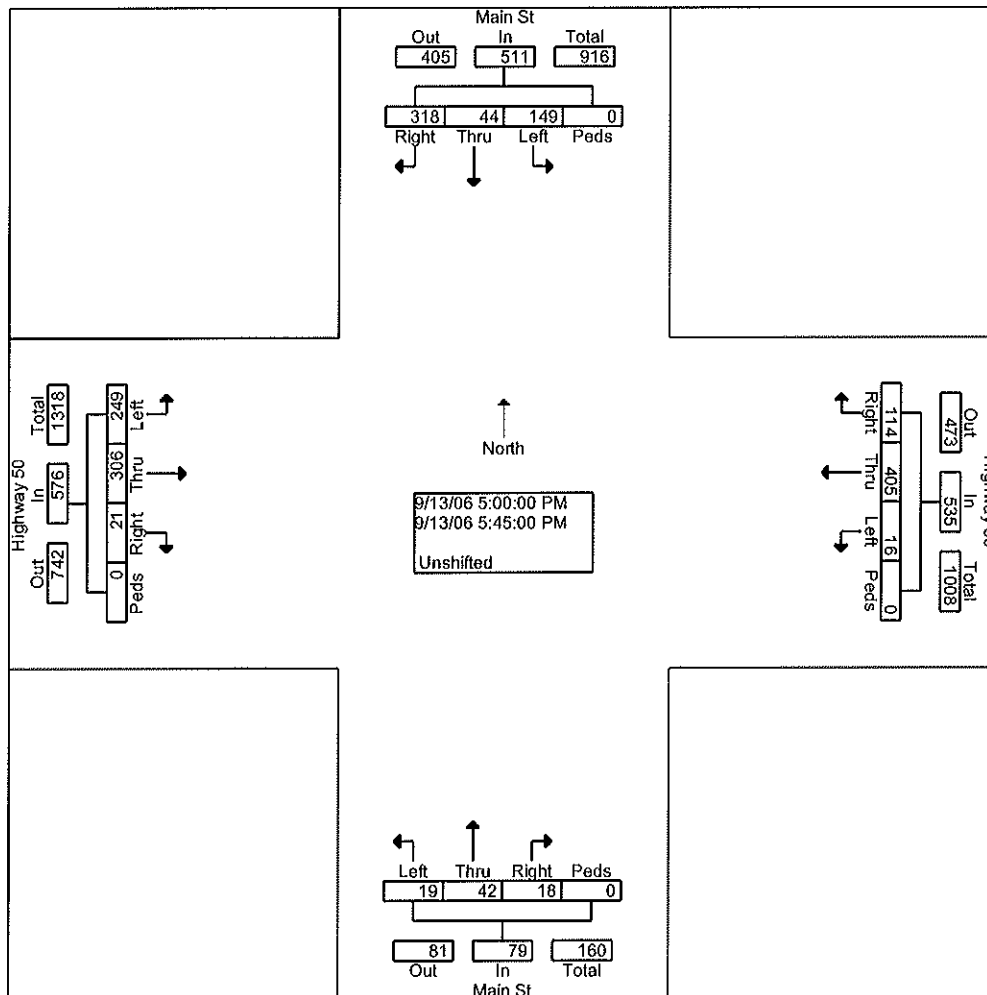 Main St
Out In Total
405 511 916
318 44 149 0
Right Thru Left Peds
Total In Out
1318 576 742
Highway 50
249 306 21 0
Left Thru Right Peds
North
9/13/06 5:00:00 PM
9/13/06 5:45:00 PM
Unshifted
Right Thru Left Peds
114 405 16 0
Out In Total
473 535 1008
Left Thru Right Peds
19 42 18 0
81 79 160
Out In Total
Main St